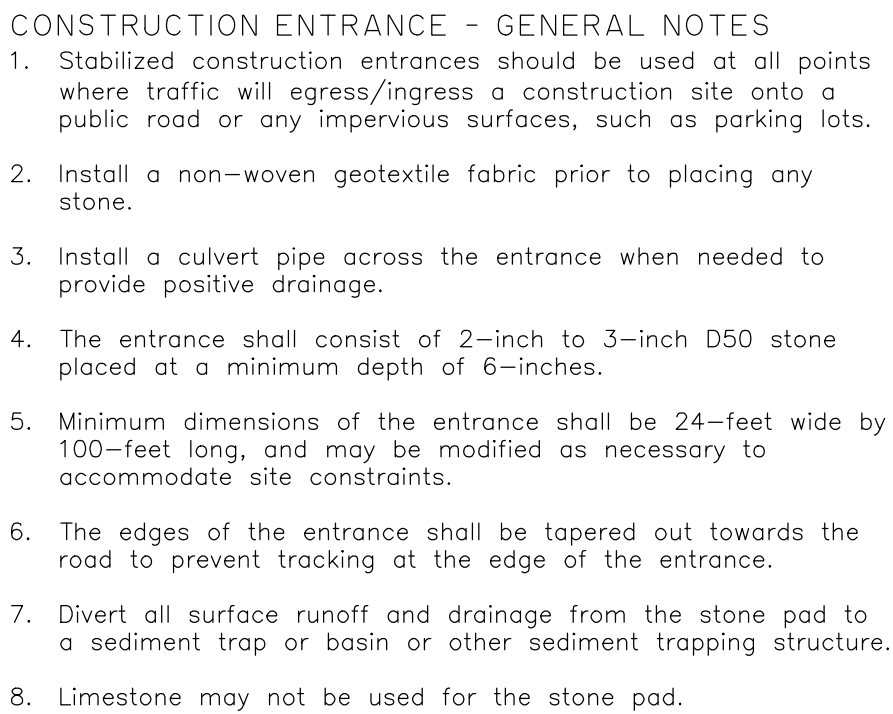 CONSTRUCTION ENTRANCE - GENERAL NOTES
1. Stabilized construction entrances should be used at all points
where traffic will egress/ingress a construction site onto a
public road or any impervious surfaces, such as parking lots.
2. Install a non-woven geotextile fabric prior to placing any
stone.
3. Install a culvert pipe across the entrance when needed to
provide positive drainage.
4. The entrance shall consist of 2-inch to 3-inch D50 stone
placed at a minimum depth of 6-inches.
5. Minimum dimensions of the entrance shall be 24-feet wide by
100-feet long, and may be modified as necessary to
accommodate site constraints.
6. The edges of the entrance shall be tapered out towards the
road to prevent tracking at the edge of the entrance.
7. Divert all surface runoff and drainage from the stone pad to
a sediment trap or basin or other sediment trapping structure.
8. Limestone may not be used for the stone pad.